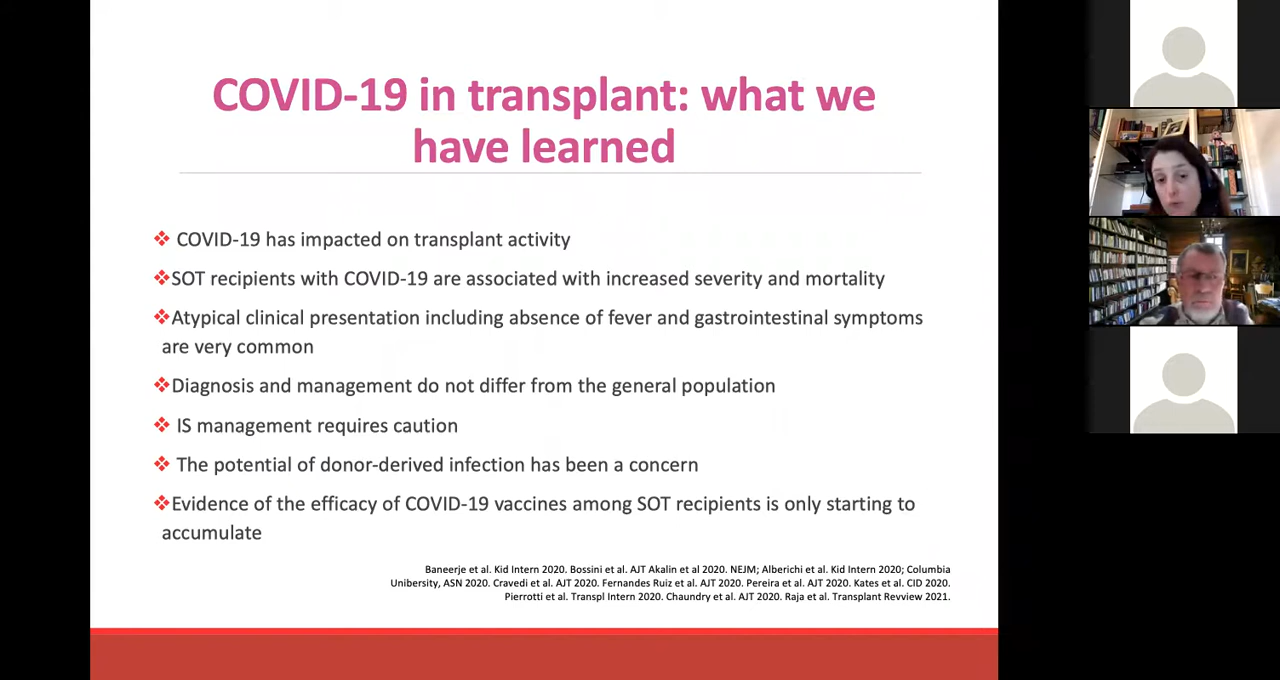 COVID-19 in transplant: what we
have learned
❖ COVID-19 has impacted on transplant activity
❖SOT recipients with COVID-19 are associated with increased severity and mortality
❖Atypical clinical presentation including absence of fever and gastrointestinal symptoms
are very common
❖Diagnosis and management do not differ from the general population
❖ IS management requires caution
❖ The potential of donor-derived infection has been a concern
❖Evidence of the efficacy of COVID-19 vaccines among SOT recipients is only starting to
accumulate
Baneerje et al. Kid Intern 2020. Bossini et al. AJT Akalin et al 2020. NEJM; Alberichi et al. Kid Intern 2020; Columbia
Unibersity, ASN 2020. Cravedi et al. AJT 2020. Fernandes Ruiz et al. AJT 2020. Pereira et al. AJT 2020. Kates et al. CID 2020.
Pierrotti et al. Transpl Intern 2020. Chaundry et al. AJT 2020. Raja et al. Transplant Revview 2021.